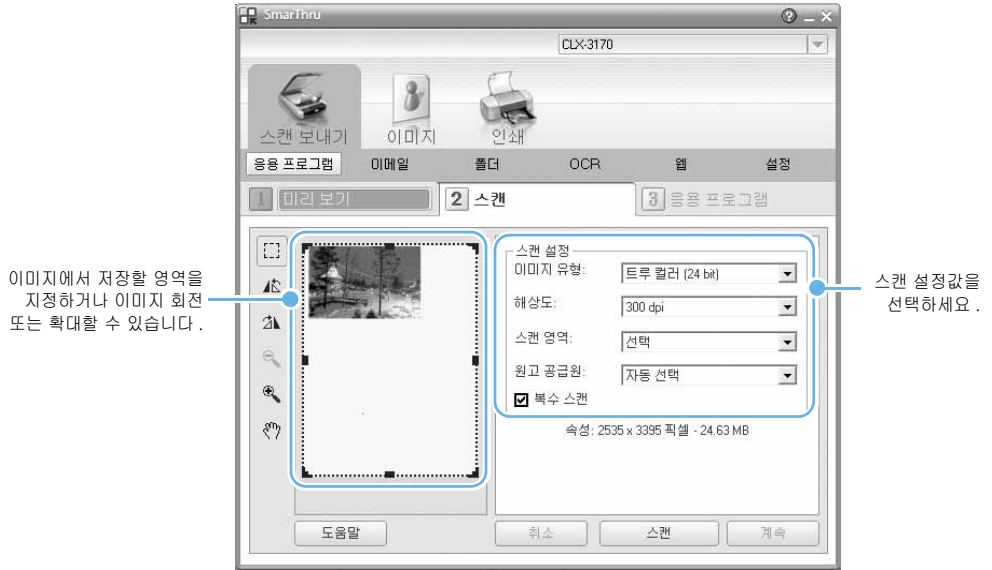 SmarThru
CLX-3170
스캔 보내기
이미지
인쇄
응용 프로그램
이메일
폴더
OCR
웹
설정
1 미리 보기
2 스캔
3 응용 프로그램
이미지에서 저장할 영역을
지정하거나 이미지 회전
또는 확대할 수 있습니다 .
스캔 설정
이미지 유형: 트루 컬러 (24 bit)
해상도: 300 dpi
스캔 영역: 선택
원고 공급원: 자동 선택
복수 스캔
속성: 2535 x 3395 픽셀 - 24.63 MB
스캔 설정값을
선택하세요 .
도움말
취소
스캔
계속